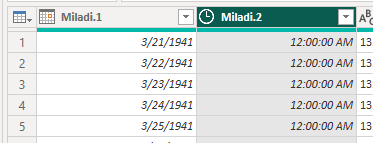 Miladi.1 Miladi.2 ABC
1 3/21/1941 12:00:00 AM 13
2 3/22/1941 12:00:00 AM 13
3 3/23/1941 12:00:00 AM 13
4 3/24/1941 12:00:00 AM 13
5 3/25/1941 12:00:00 AM 13